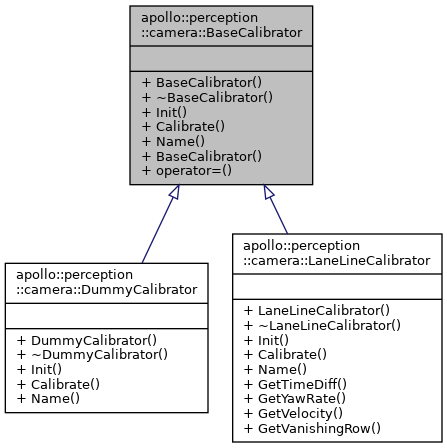 apollo::perception
::camera::BaseCalibrator
+ BaseCalibrator()
+ ~BaseCalibrator()
+ Init()
+ Calibrate()
+ Name()
+ BaseCalibrator()
+ operator=()
apollo::perception
::camera::DummyCalibrator
+ DummyCalibrator()
+ ~DummyCalibrator()
+ Init()
+ Calibrate()
+ Name()
apollo::perception
::camera::LaneLineCalibrator
+ LaneLineCalibrator()
+ ~LaneLineCalibrator()
+ Init()
+ Calibrate()
+ Name()
+ GetTimeDiff()
+ GetYawRate()
+ GetVelocity()
+ GetVanishingRow()